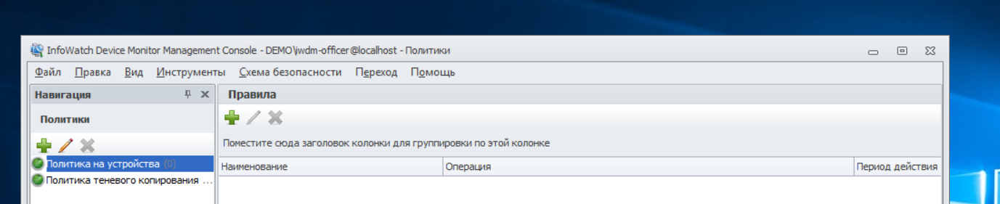 InfoWatch Device Monitor Management Console - DEMO\iwdm-officer@localhost - Политики
Файл Правка Вид Инструменты Схема безопасности Переход Помощь
Навигация
Правила
Политики
Поместите сюда заголовок колонки для группировки по этой колонке
Политика на устройства (0)
Наименование Операция Период действия
Политика теневого копирования ...